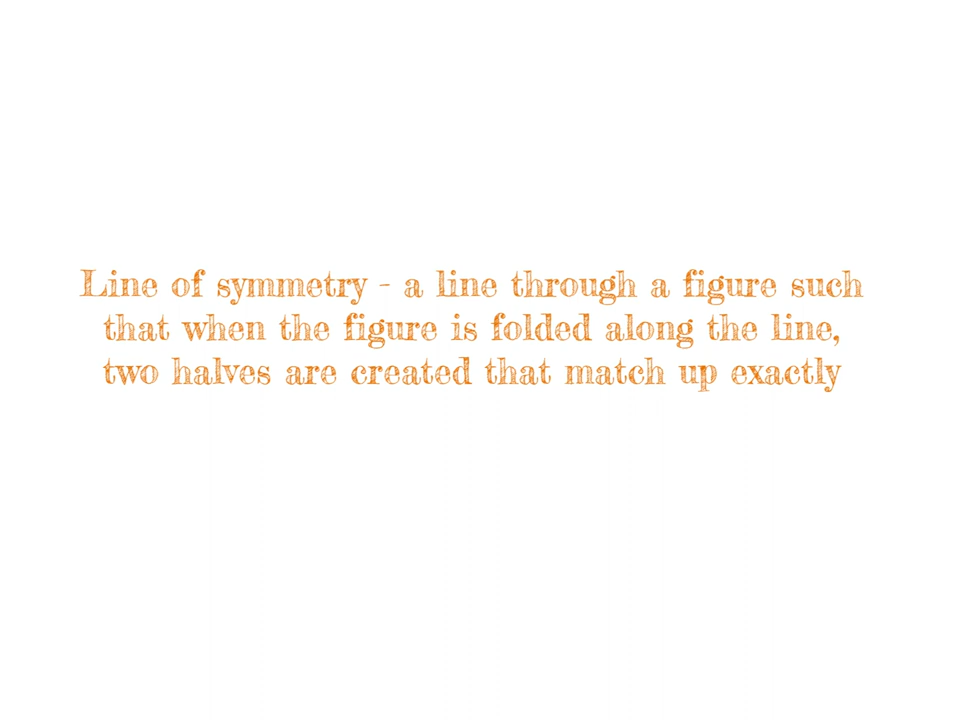 Line of symmetry - a line through a figure such
that when the figure is folded along the line,
two halves are created that match up exactly